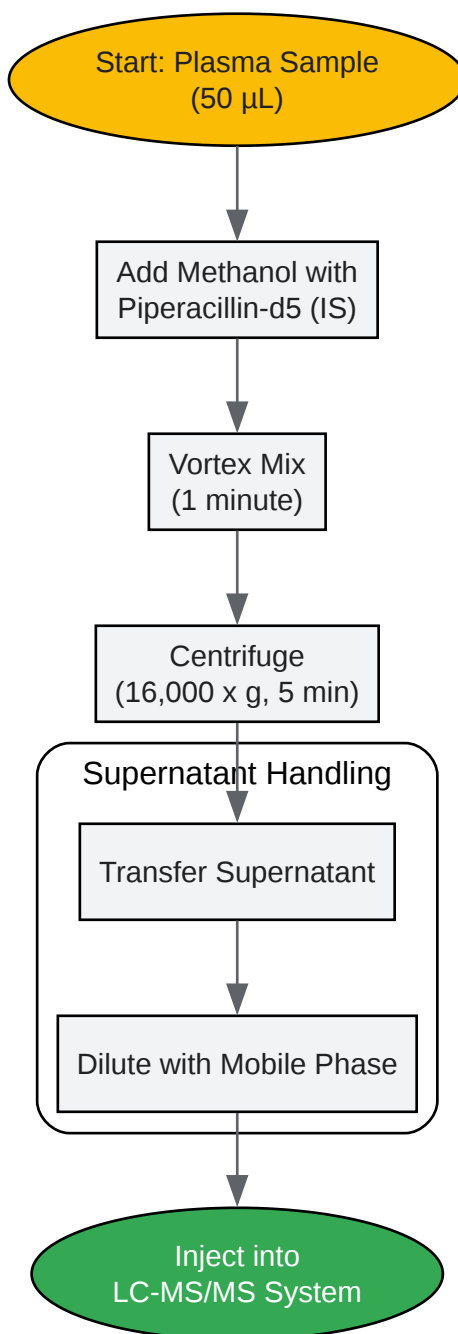 Start: Plasma Sample
(50 µL)
Add Methanol with
Piperacillin-d5 (IS)
Vortex Mix
(1 minute)
Centrifuge
(16,000 x g, 5 min)
Supernatant Handling
Transfer Supernatant
Dilute with Mobile Phase
Inject into
LC-MS/MS System